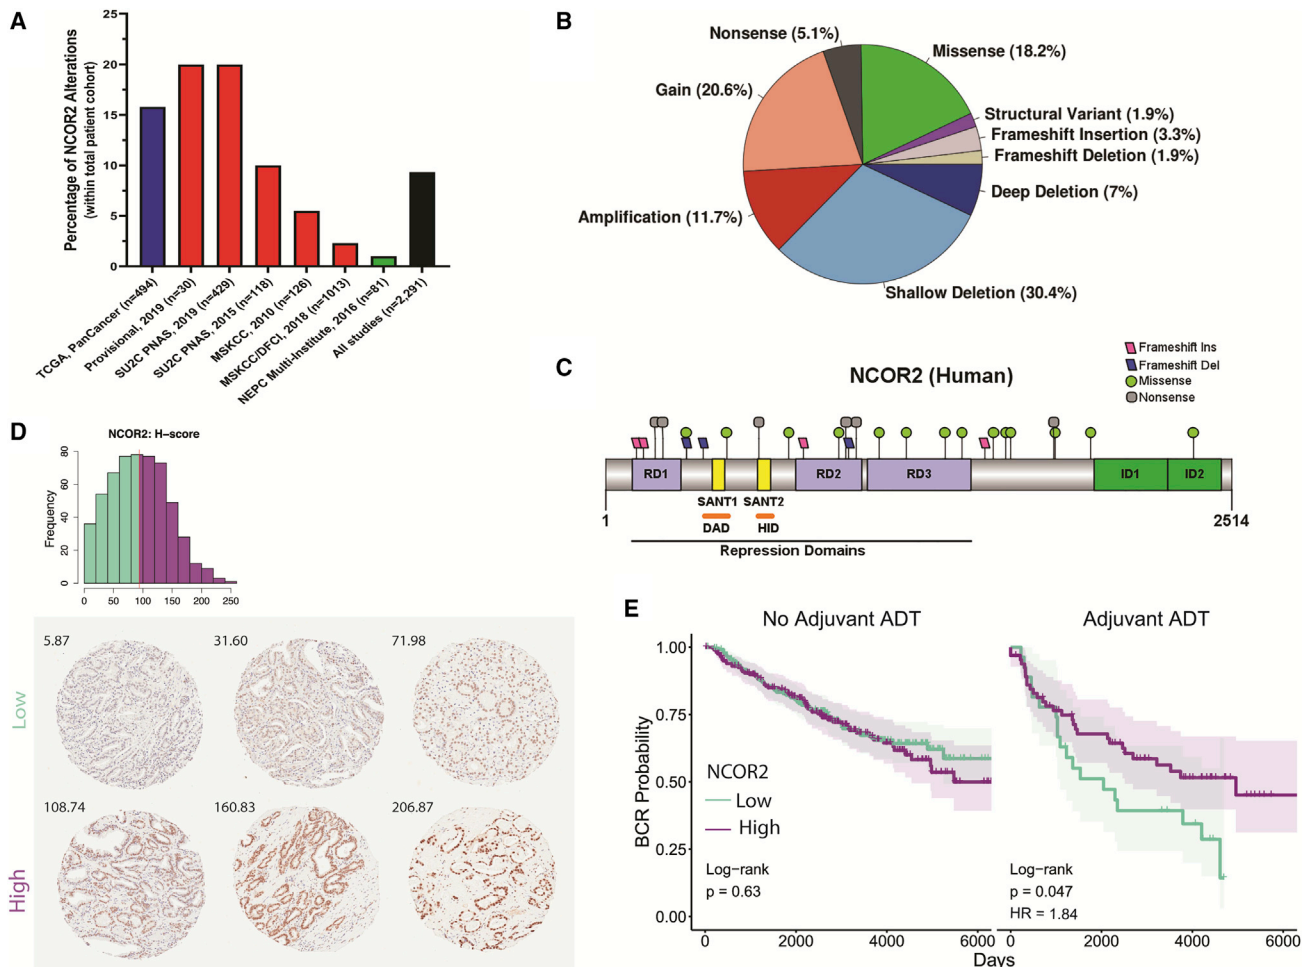 A
Percentage of NCOR2 Alterations
(within total patient cohort)
25
20
15
10
5
0
TCGA, PanCancer (n=494)
Provisional, 2019 (n=30)
SU2C PNAS, 2019 (n=429)
SU2C PNAS, 2015 (n=118)
MSKCC, 2010 (n=126)
MSKCC/DFCI, 2018 (n=1013)
NEPC Multi-Institute, 2016 (n=81)
All studies (n=2,291)
B
Nonsense (5.1%)
Missense (18.2%)
Gain (20.6%)
Structural Variant (1.9%)
Frameshift Insertion (3.3%)
Frameshift Deletion (1.9%)
Deep Deletion (7%)
Amplification (11.7%)
Shallow Deletion (30.4%)
C
NCOR2 (Human)
Frameshift Ins
Frameshift Del
Missense
Nonsense
RD1
RD2
RD3
ID1
ID2
SANT1 SANT2
DAD
HID
1
2514
Repression Domains
D
NCOR2: H-score
Frequency
80
60
40
20
0
0 50 100 150 200 250
Low
5.87
31.60
71.98
High
108.74
160.83
206.87
E
No Adjuvant ADT
Adjuvant ADT
BCR Probability
1.00
0.75
0.50
0.25
0.00
NCOR2
Low
High
Log-rank
p = 0.63
Log-rank
p = 0.047
HR = 1.84
0 2000 4000 6000
0 2000 4000 6000
Days